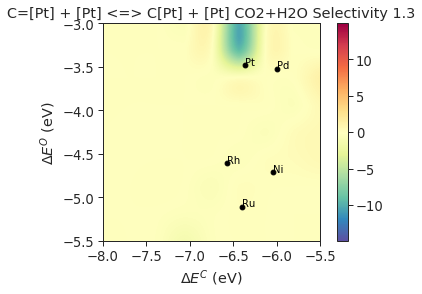 C=[Pt] + [Pt] <=> C[Pt] + [Pt] CO2+H2O Selectivity 1.3
−3.0
−3.5
−4.0
−4.5
−5.0
−5.5
ΔE^O (eV)
Pt
Pd
Rh
Ni
Ru
−8.0 −7.5 −7.0 −6.5 −6.0 −5.5
ΔE^C (eV)
10
5
0
−5
−10